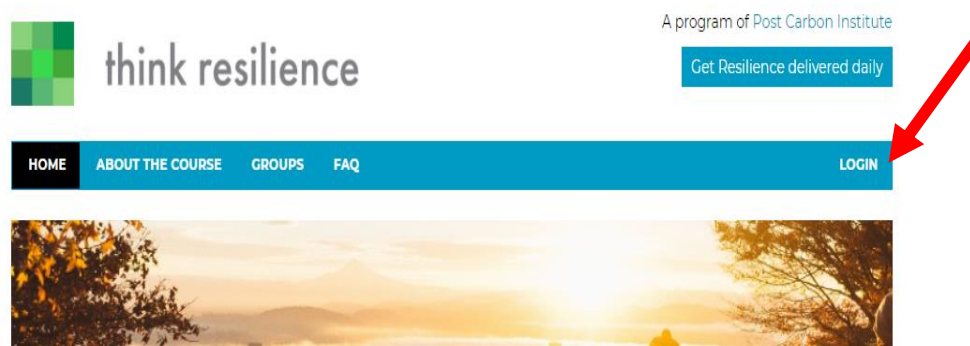 A program of Post Carbon Institute
think resilience
Get Resilience delivered daily
HOME ABOUT THE COURSE GROUPS FAQ LOGIN